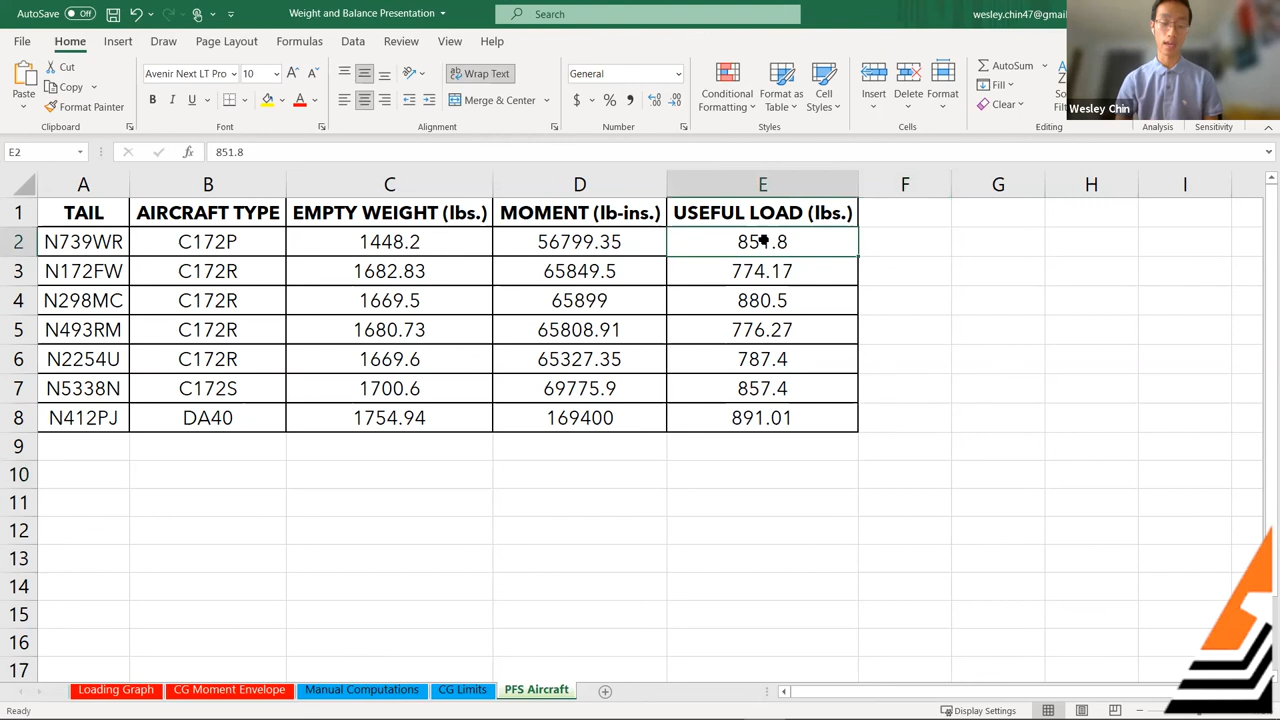 AutoSave Off Weight and Balance Presentation Search wesley.chin47@gmai
File Home Insert Draw Page Layout Formulas Data Review View Help
Paste Cut Copy Format Painter Clipboard
Avenir Next LT Pro 10 B I U A Font
Wrap Text Merge & Center Alignment
General $ % , Number
Conditional Formatting Format as Table Cell Styles Styles
Insert Delete Format Cells
AutoSum Fill Clear Editing
Analysis Sensitivity
Wesley Chin
E2 fx 851.8
A B C D E F G H I
1 TAIL AIRCRAFT TYPE EMPTY WEIGHT (lbs.) MOMENT (lb-ins.) USEFUL LOAD (lbs.)
2 N739WR C172P 1448.2 56799.35 851.8
3 N172FW C172R 1682.83 65849.5 774.17
4 N298MC C172R 1669.5 65899 880.5
5 N493RM C172R 1680.73 65808.91 776.27
6 N2254U C172R 1669.6 65327.35 787.4
7 N5338N C172S 1700.6 69775.9 857.4
8 N412PJ DA40 1754.94 169400 891.01
9
10
11
12
13
14
15
16
17
Loading Graph CG Moment Envelope Manual Computations CG Limits PFS Aircraft
Ready Display Settings